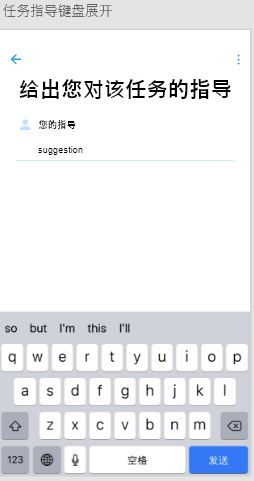 任务指导键盘展开
给出您对该任务的指导
您的指导
suggestion
so but I'm this I'll
q w e r t y u i o p
a s d f g h j k l
z x c v b n m
123 空格 发送